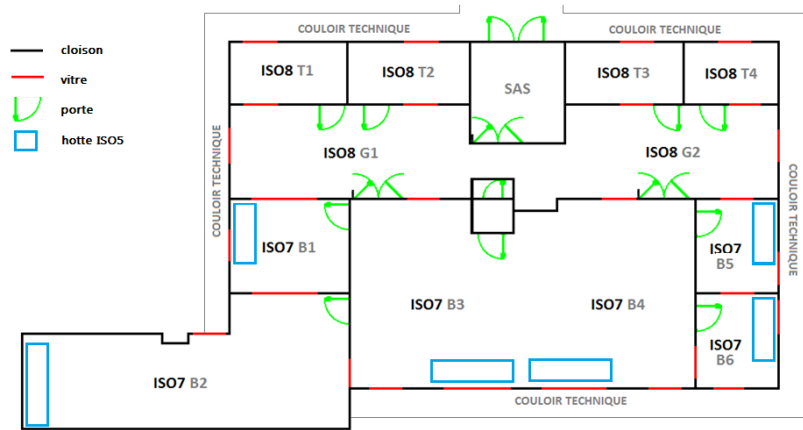 COULOIR TECHNIQUE
COULOIR TECHNIQUE
cloison
vitre
porte
hotte ISO5
ISO8 T1
ISO8 T2
SAS
ISO8 T3
ISO8 T4
ISO8 G1
ISO8 G2
COULOIR TECHNIQUE
COULOIR TECHNIQUE
ISO7 B1
ISO7
B5
ISO7 B3
ISO7 B4
ISO7
B6
ISO7 B2
COULOIR TECHNIQUE